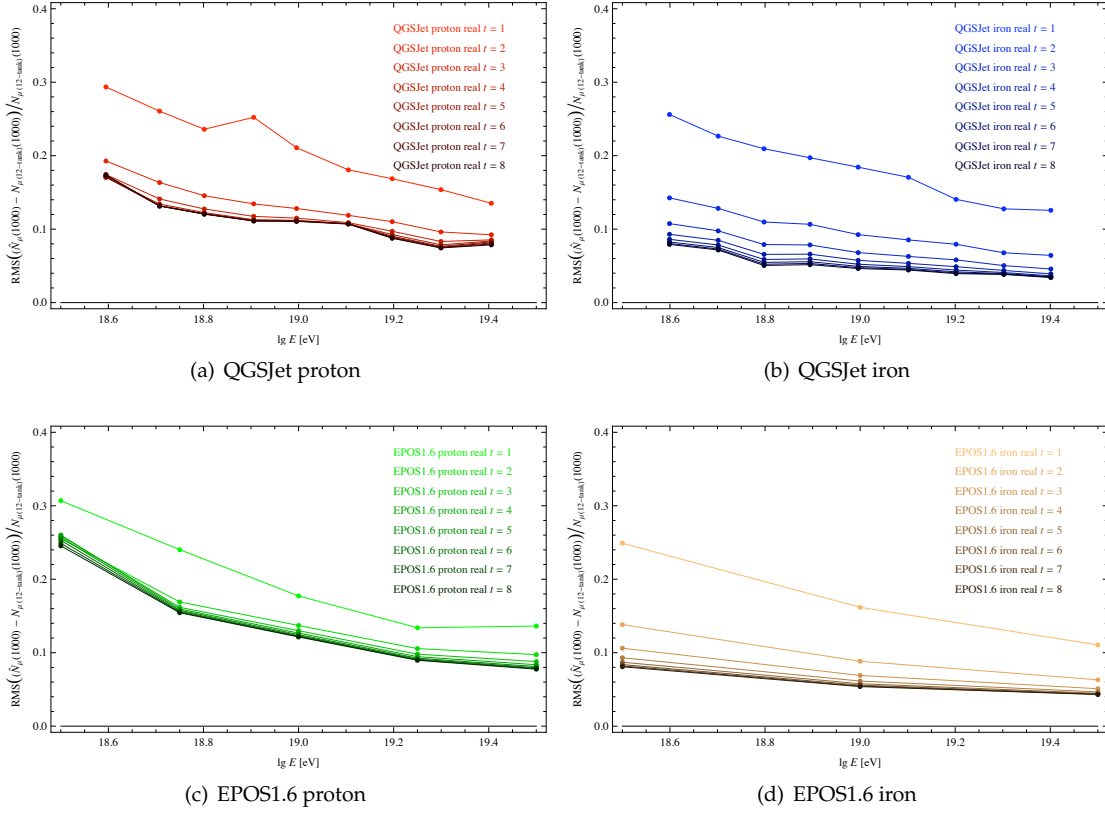 QGSJet proton real t = 1
QGSJet proton real t = 2
QGSJet proton real t = 3
QGSJet proton real t = 4
QGSJet proton real t = 5
QGSJet proton real t = 6
QGSJet proton real t = 7
QGSJet proton real t = 8
0.4
0.3
0.2
0.1
0.0
RMS((N̂μ(1000) − Nμ(12−tank)(1000))/Nμ(12−tank)(1000)
18.6 18.8 19.0 19.2 19.4
lg E [eV]
(a) QGSJet proton
QGSJet iron real t = 1
QGSJet iron real t = 2
QGSJet iron real t = 3
QGSJet iron real t = 4
QGSJet iron real t = 5
QGSJet iron real t = 6
QGSJet iron real t = 7
QGSJet iron real t = 8
0.4
0.3
0.2
0.1
0.0
RMS((N̂μ(1000) − Nμ(12−tank)(1000))/Nμ(12−tank)(1000)
18.6 18.8 19.0 19.2 19.4
lg E [eV]
(b) QGSJet iron
EPOS1.6 proton real t = 1
EPOS1.6 proton real t = 2
EPOS1.6 proton real t = 3
EPOS1.6 proton real t = 4
EPOS1.6 proton real t = 5
EPOS1.6 proton real t = 6
EPOS1.6 proton real t = 7
EPOS1.6 proton real t = 8
0.4
0.3
0.2
0.1
0.0
RMS((N̂μ(1000) − Nμ(12−tank)(1000))/Nμ(12−tank)(1000)
18.6 18.8 19.0 19.2 19.4
lg E [eV]
(c) EPOS1.6 proton
EPOS1.6 iron real t = 1
EPOS1.6 iron real t = 2
EPOS1.6 iron real t = 3
EPOS1.6 iron real t = 4
EPOS1.6 iron real t = 5
EPOS1.6 iron real t = 6
EPOS1.6 iron real t = 7
EPOS1.6 iron real t = 8
0.4
0.3
0.2
0.1
0.0
RMS((N̂μ(1000) − Nμ(12−tank)(1000))/Nμ(12−tank)(1000)
18.6 18.8 19.0 19.2 19.4
lg E [eV]
(d) EPOS1.6 iron